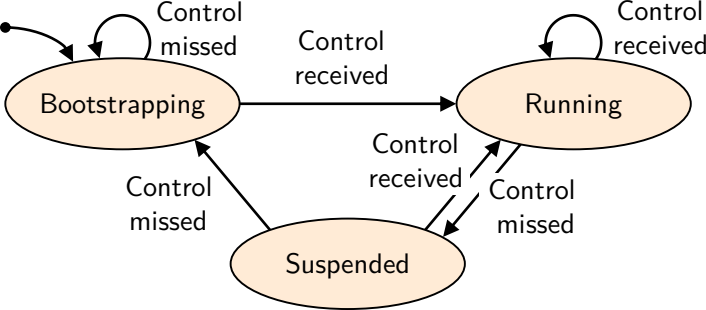 Control
missed
Control
received
Control
received
Bootstrapping
Running
Control
received
Control
missed
Control
missed
Suspended